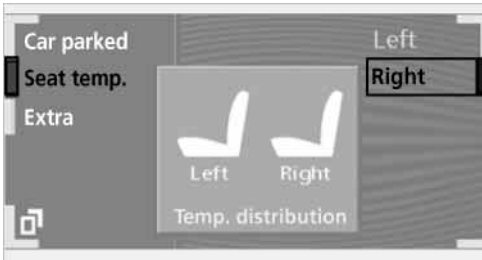 Car parked
Seat temp.
Extra
Left
Right
Left Right
Temp. distribution